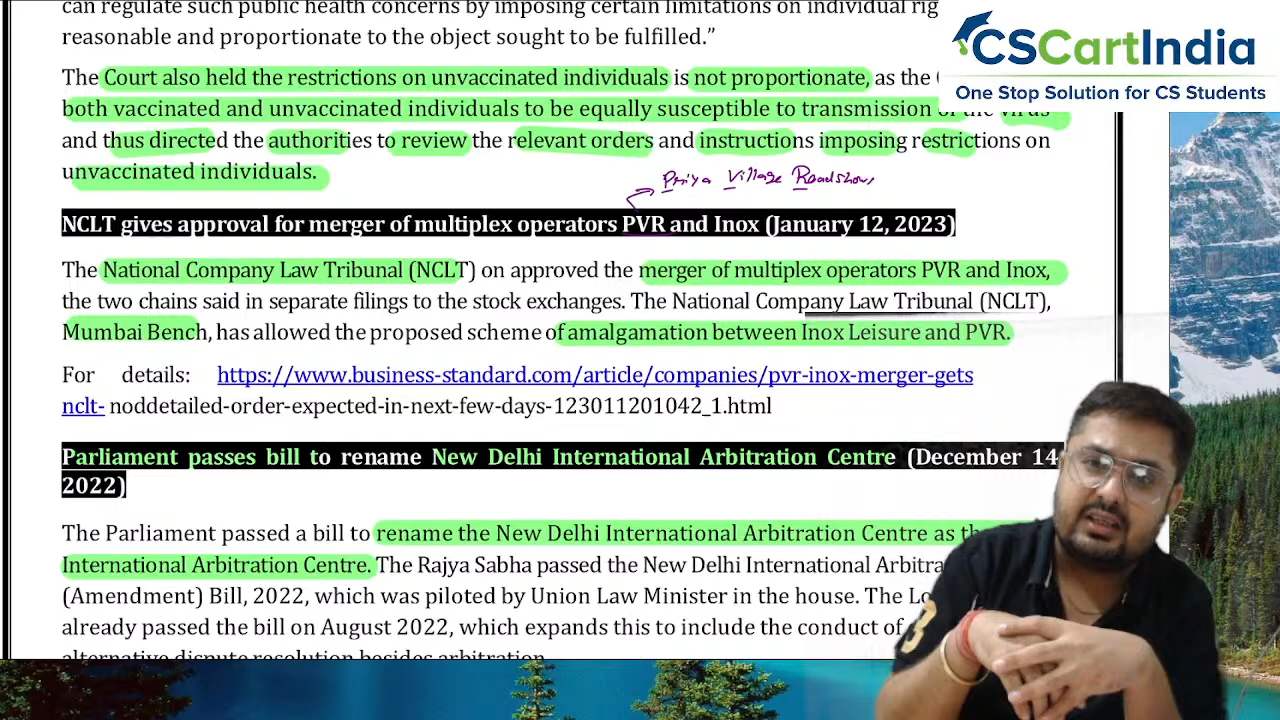 can regulate such public health concerns by imposing certain limitations on individual rig
reasonable and proportionate to the object sought to be fulfilled.”
CSCartIndia
One Stop Solution for CS Students
The Court also held the restrictions on unvaccinated individuals is not proportionate, as the
both vaccinated and unvaccinated individuals to be equally susceptible to transmission of the virus
and thus directed the authorities to review the relevant orders and instructions imposing restrictions on
unvaccinated individuals.
Priya Village Roadshow
NCLT gives approval for merger of multiplex operators PVR and Inox (January 12, 2023)
The National Company Law Tribunal (NCLT) on approved the merger of multiplex operators PVR and Inox,
the two chains said in separate filings to the stock exchanges. The National Company Law Tribunal (NCLT),
Mumbai Bench, has allowed the proposed scheme of amalgamation between Inox Leisure and PVR.
For details: https://www.business-standard.com/article/companies/pvr-inox-merger-gets
nclt- noddetailed-order-expected-in-next-few-days-123011201042_1.html
Parliament passes bill to rename New Delhi International Arbitration Centre (December 14
2022)
The Parliament passed a bill to rename the New Delhi International Arbitration Centre as th
International Arbitration Centre. The Rajya Sabha passed the New Delhi International Arbitra
(Amendment) Bill, 2022, which was piloted by Union Law Minister in the house. The Lo
already passed the bill on August 2022, which expands this to include the conduct of
alternative dispute resolution besides arbitration